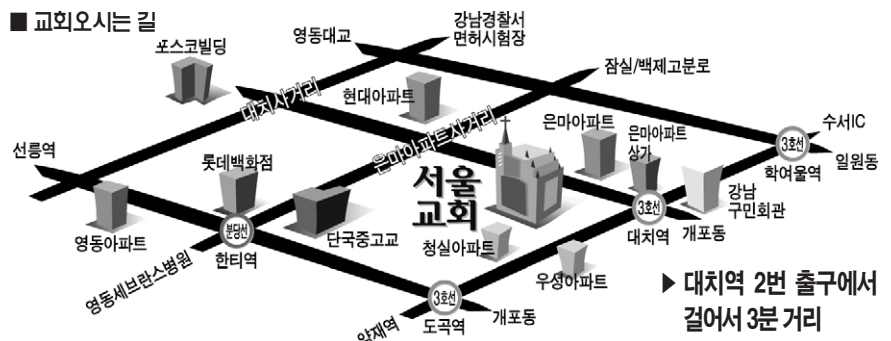 ■ 교회오시는 길
영동대교
강남경찰서
면허시험장
포스코빌딩
잠실/백제고분로
대치사거리
현대아파트
은마아파트사거리
은마아파트
은마아파트
상가
수서IC
3호선
학여울역
일원동
선릉역
롯데백화점
서울
교회
강남
구민회관
영동아파트
분당선
한티역
단국중고교
청실아파트
3호선
대치역
개포동
영동세브란스병원
우성아파트
3호선
도곡역
개포동
양재역
▶ 대치역 2번 출구에서
걸어서 3분 거리